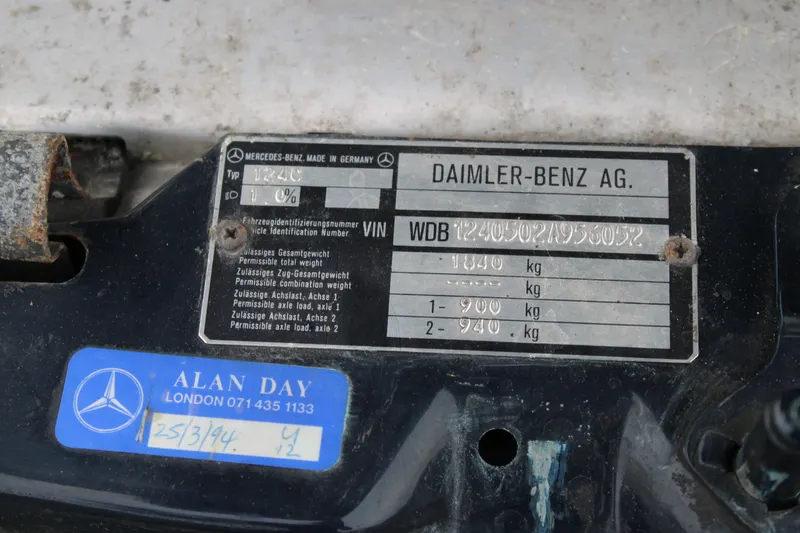 MERCEDES-BENZ. MADE IN GERMANY
Typ 124C
1,0%
DAIMLER-BENZ AG.
Fahrzeugidentifizierungsnummer
Vehicle Identification Number VIN WDB 1240502A958052
Zulässiges Gesamtgewicht
Permissible total weight 1840 kg
Zulässiges Zug-Gesamtgewicht
Permissible combination weight ---- kg
Zulässige Achslast, Achse 1
Permissible axle load, axle 1 1- 900 kg
Zulässige Achslast, Achse 2
Permissible axle load, axle 2 2- 940 kg
ALAN DAY
LONDON 071 435 1133
25/3/94.